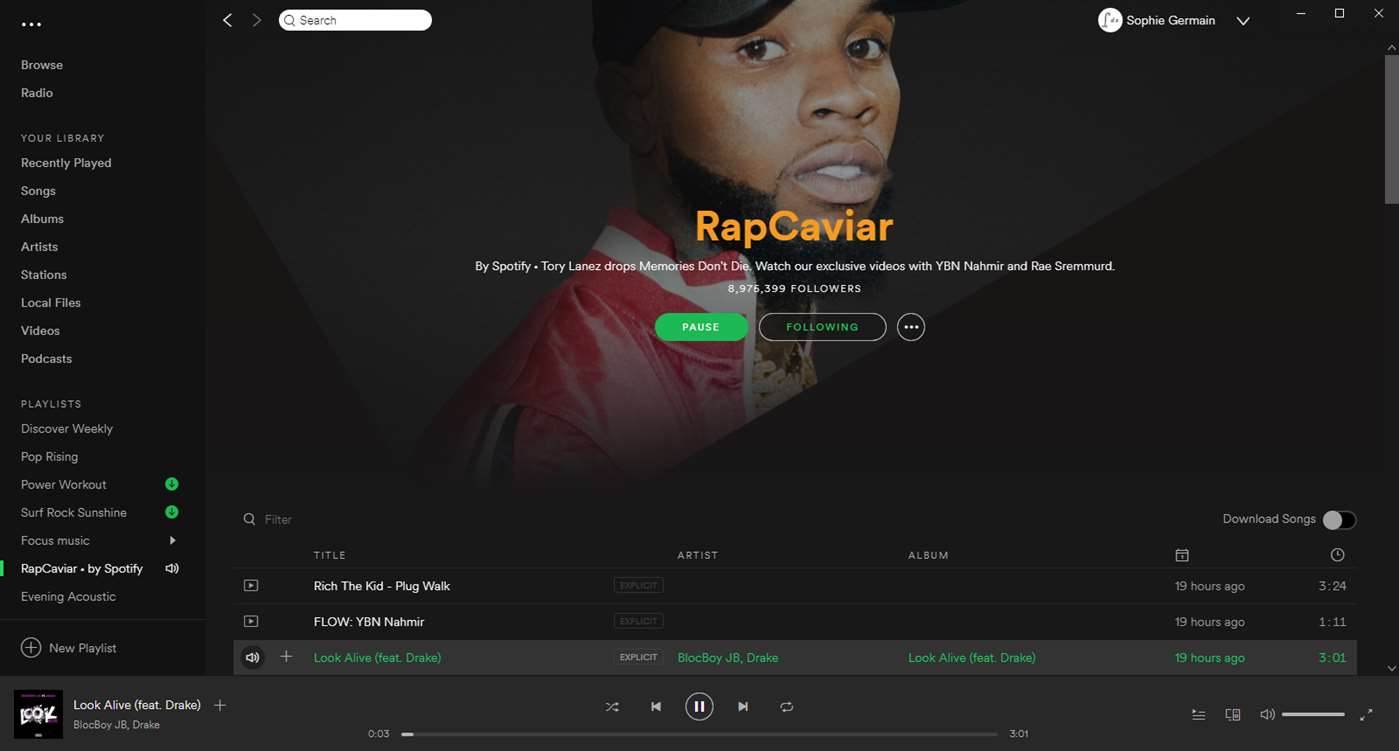 Search
Sophie Germain
Browse
Radio
YOUR LIBRARY
Recently Played
Songs
Albums
Artists
Stations
Local Files
Videos
Podcasts
PLAYLISTS
Discover Weekly
Pop Rising
Power Workout
Surf Rock Sunshine
Focus music
RapCaviar • by Spotify
Evening Acoustic
New Playlist
RapCaviar
By Spotify • Tory Lanez drops Memories Don't Die. Watch our exclusive videos with YBN Nahmir and Rae Sremmurd.
8,976,399 FOLLOWERS
PAUSE FOLLOWING
Filter Download Songs
TITLE ARTIST ALBUM
Rich The Kid - Plug Walk EXPLICIT 19 hours ago 3:24
FLOW: YBN Nahmir EXPLICIT 19 hours ago 1:11
Look Alive (feat. Drake) EXPLICIT BlocBoy JB, Drake Look Alive (feat. Drake) 19 hours ago 3:01
LOOK
Look Alive (feat. Drake)
BlocBoy JB, Drake
0:03 3:01